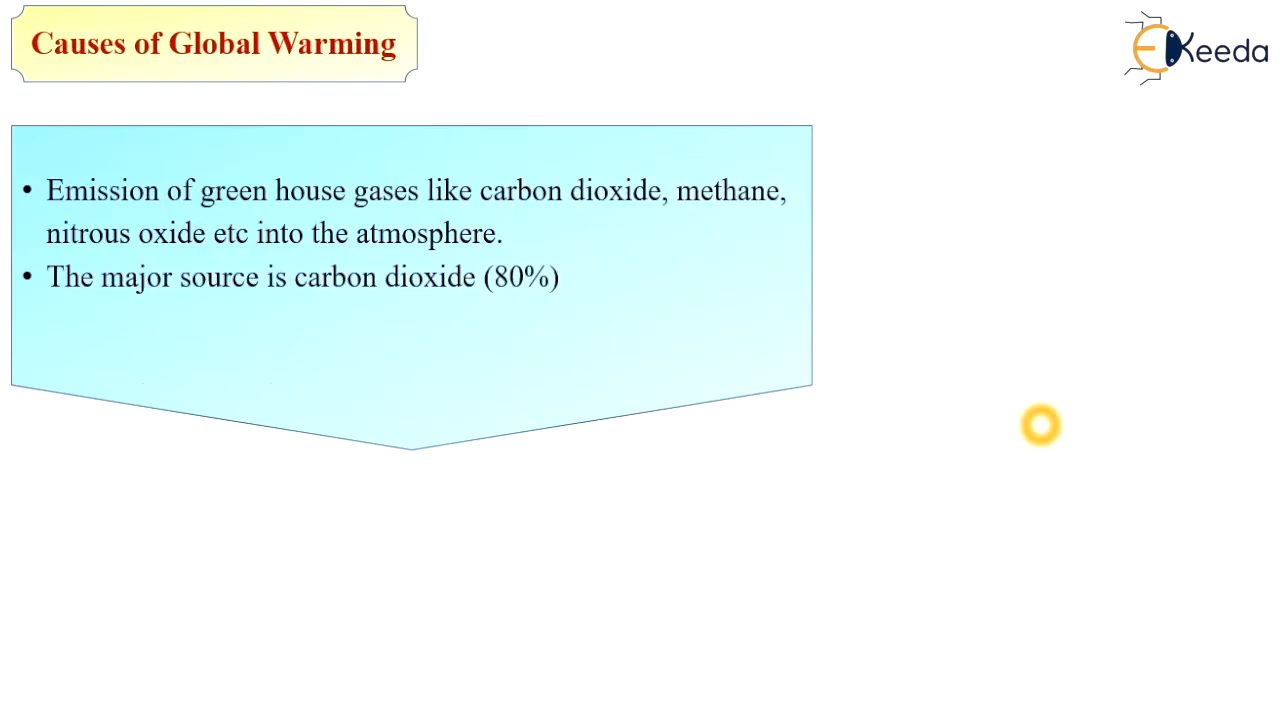 Causes of Global Warming
EKeeda
• Emission of green house gases like carbon dioxide, methane,
nitrous oxide etc into the atmosphere.
• The major source is carbon dioxide (80%)